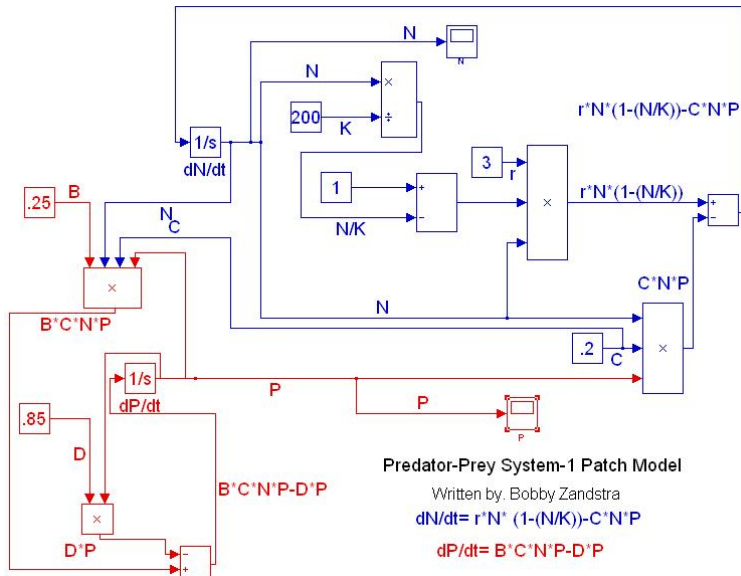 N
N
N
×
200
K
÷
r*N*(1-(N/K))-C*N*P
1/s
dN/dt
3
r
1
+
−
N/K
×
r*N*(1-(N/K))
+
−
.25
B
N
C
×
B*C*N*P
N
C*N*P
.2
C
×
1/s
dP/dt
P
P
P
.85
D
B*C*N*P-D*P
×
D*P
−
+
Predator-Prey System-1 Patch Model
Written by. Bobby Zandstra
dN/dt= r*N* (1-(N/K))-C*N*P
dP/dt= B*C*N*P-D*P